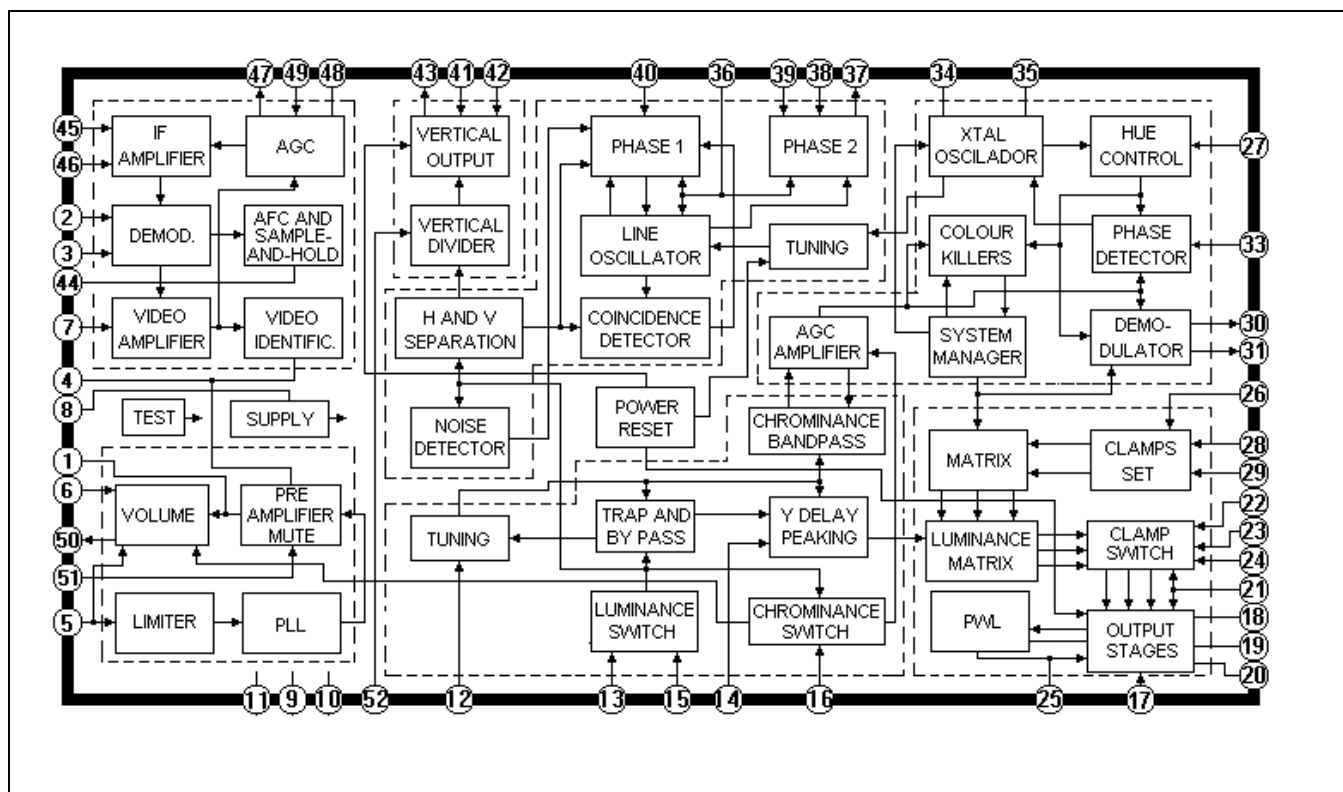 47 49 48 43 41 42 40 36 39 38 37 34 35
45
46
2
3
44
7
4
8
1
6
50
51
5
IF
AMPLIFIER
AGC
DEMOD.
AFC AND
SAMPLE-
AND-HOLD
VIDEO
AMPLIFIER
VIDEO
IDENTIFIC.
TEST
SUPPLY
VOLUME
PRE
AMPLIFIER
MUTE
LIMITER
PLL
VERTICAL
OUTPUT
VERTICAL
DIVIDER
H AND V
SEPARATION
NOISE
DETECTOR
PHASE 1
PHASE 2
LINE
OSCILLATOR
TUNING
COINCIDENCE
DETECTOR
POWER
RESET
AGC
AMPLIFIER
CHROMINANCE
BANDPASS
TUNING
TRAP AND
BY PASS
Y DELAY
PEAKING
LUMINANCE
SWITCH
CHROMINANCE
SWITCH
XTAL
OSCILADOR
HUE
CONTROL
COLOUR
KILLERS
PHASE
DETECTOR
SYSTEM
MANAGER
DEMO-
DULATOR
MATRIX
CLAMPS
SET
LUMINANCE
MATRIX
CLAMP
SWITCH
PWL
OUTPUT
STAGES
27
33
30
31
26
28
29
22
23
24
21
18
19
20
11 9 10 52 12 13 15 14 16 25 17